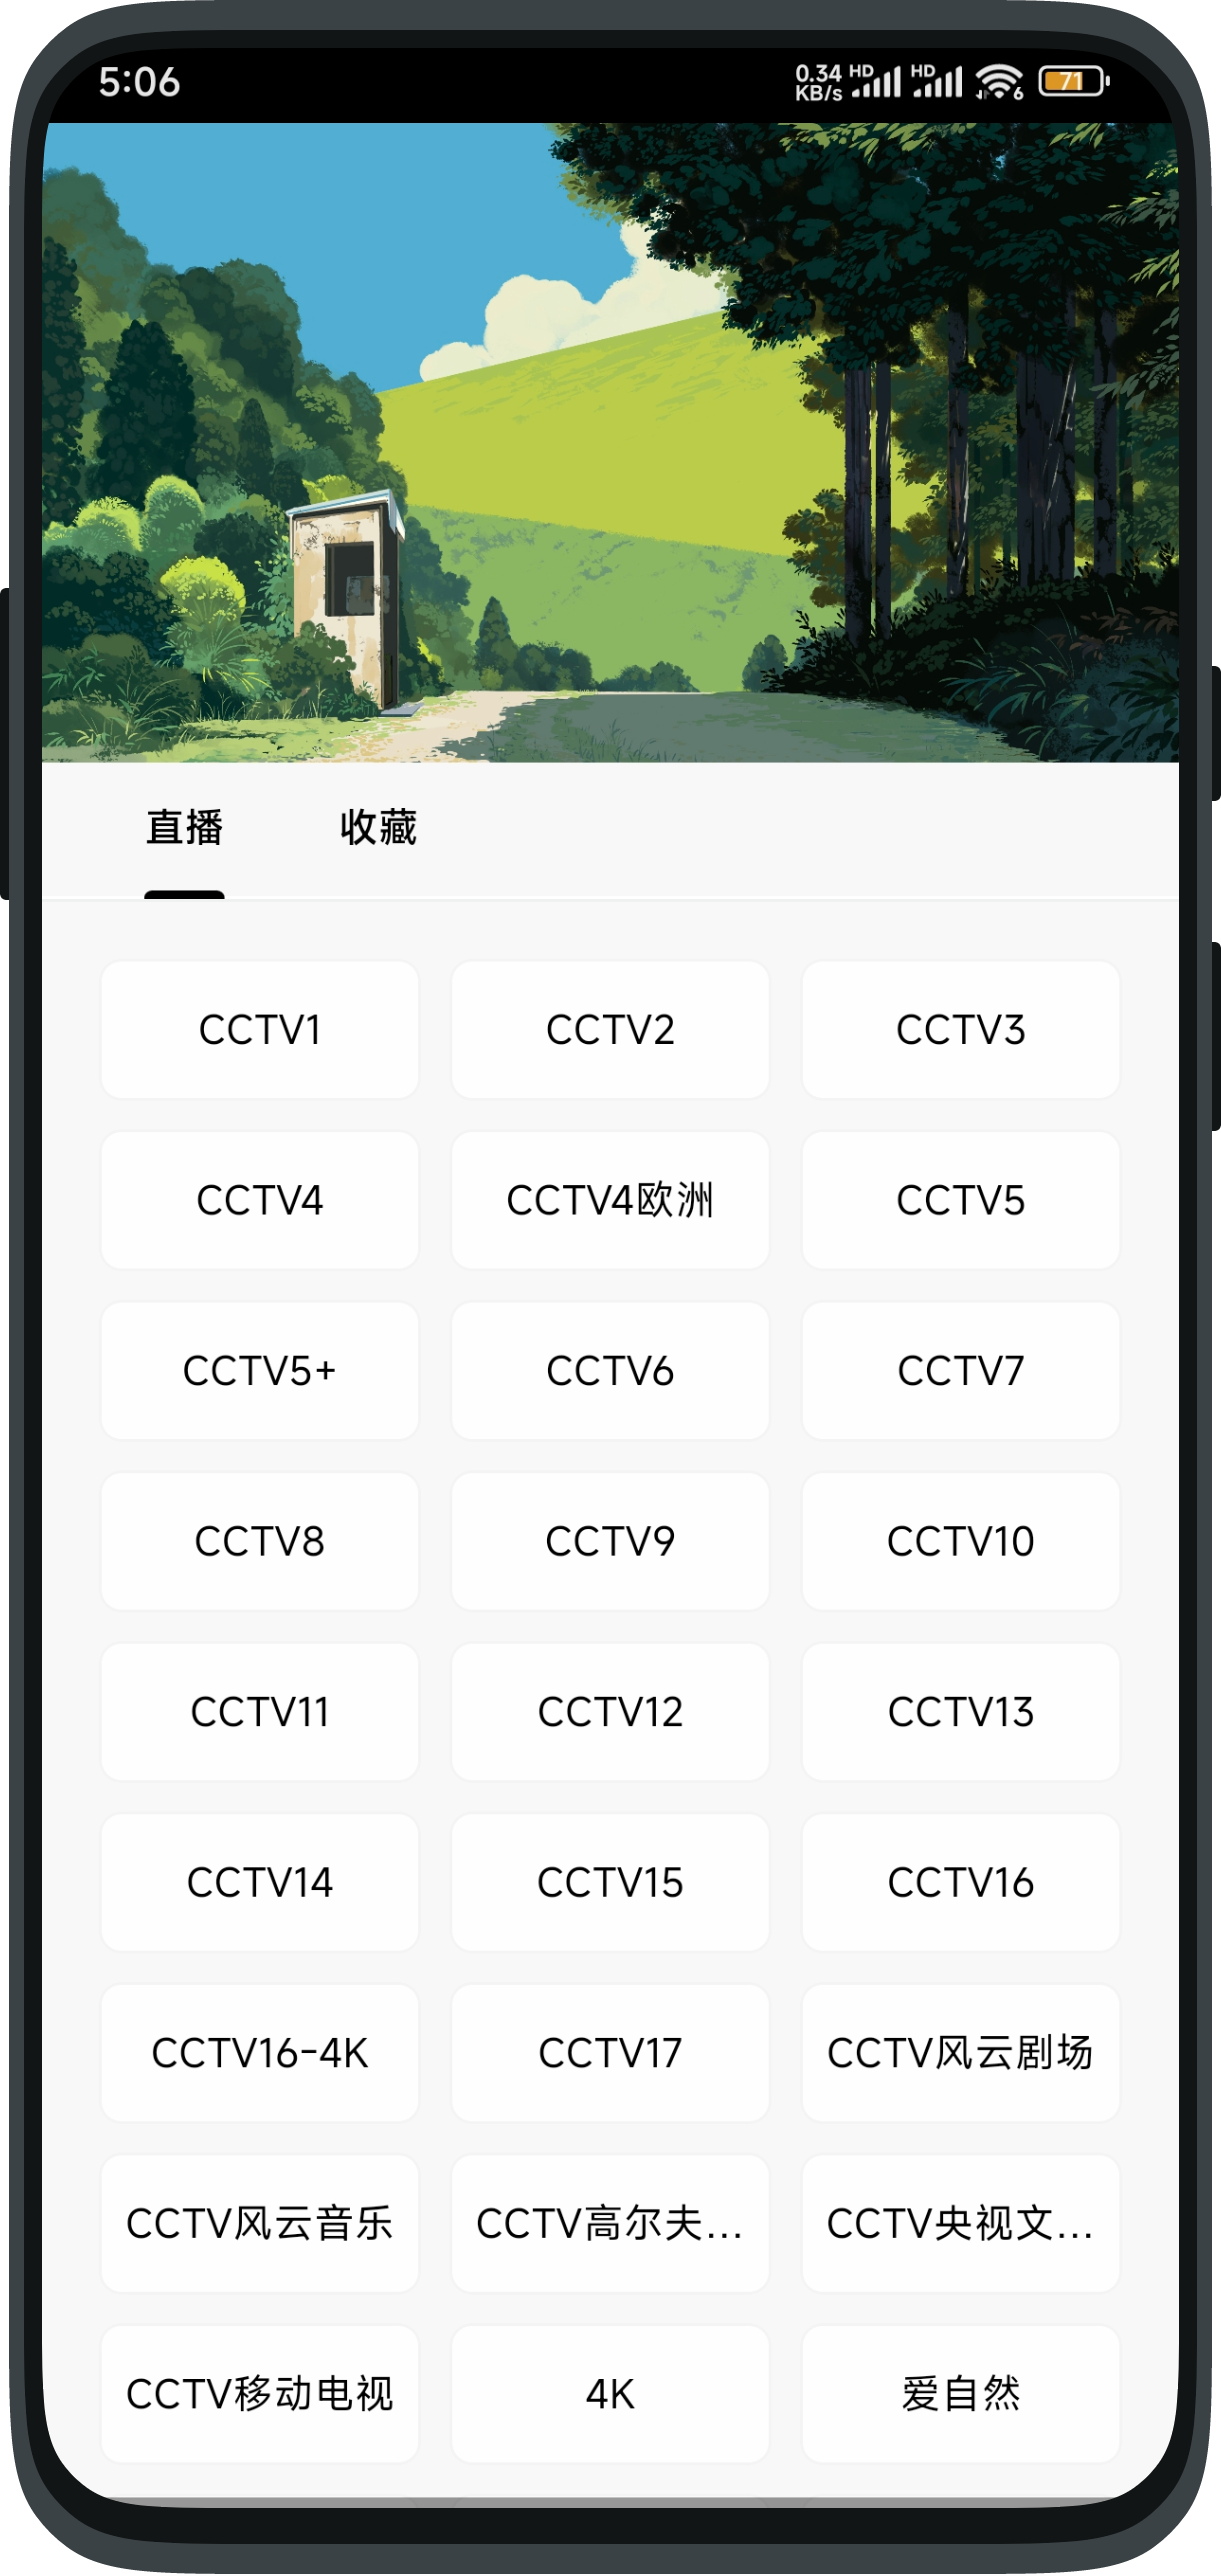 5:06
0.34 KB/s HD HD 6 71
直播 收藏
CCTV1 CCTV2 CCTV3
CCTV4 CCTV4欧洲 CCTV5
CCTV5+ CCTV6 CCTV7
CCTV8 CCTV9 CCTV10
CCTV11 CCTV12 CCTV13
CCTV14 CCTV15 CCTV16
CCTV16-4K CCTV17 CCTV风云剧场
CCTV风云音乐 CCTV高尔夫... CCTV央视文...
CCTV移动电视 4K 爱自然